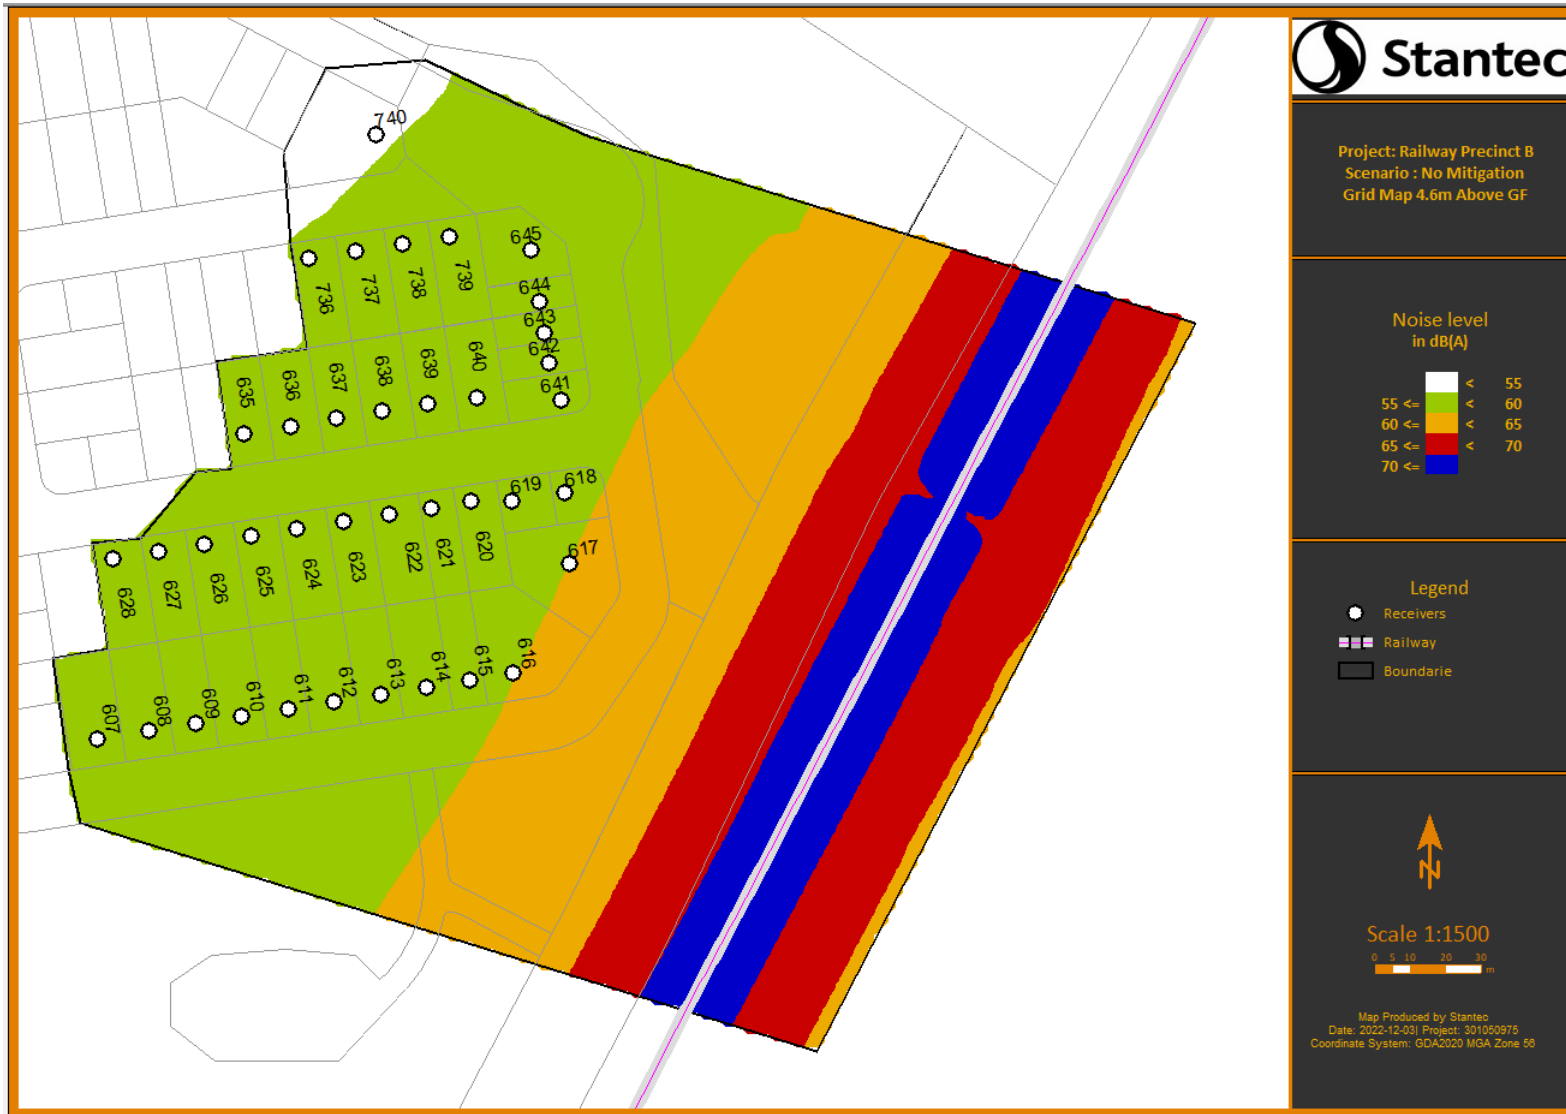 Stantec
Project: Railway Precinct B
Scenario : No Mitigation
Grid Map 4.6m Above GF
Noise level
in dB(A)
< 55
55 <= < 60
60 <= < 65
65 <= < 70
70 <=
Legend
Receivers
Railway
Boundarie
N
Scale 1:1500
0 5 10 20 30
m
Map Produced by Stantec
Date: 2022-12-03| Project: 301050975
Coordinate System: GDA2020 MGA Zone 56
740
645
736 737 738 739
644
643
642
641
635 636 637 638 639 640
619 618
617
628 627 626 625 624 623 622 621 620
607 608 609 610 611 612 613 614 615 616